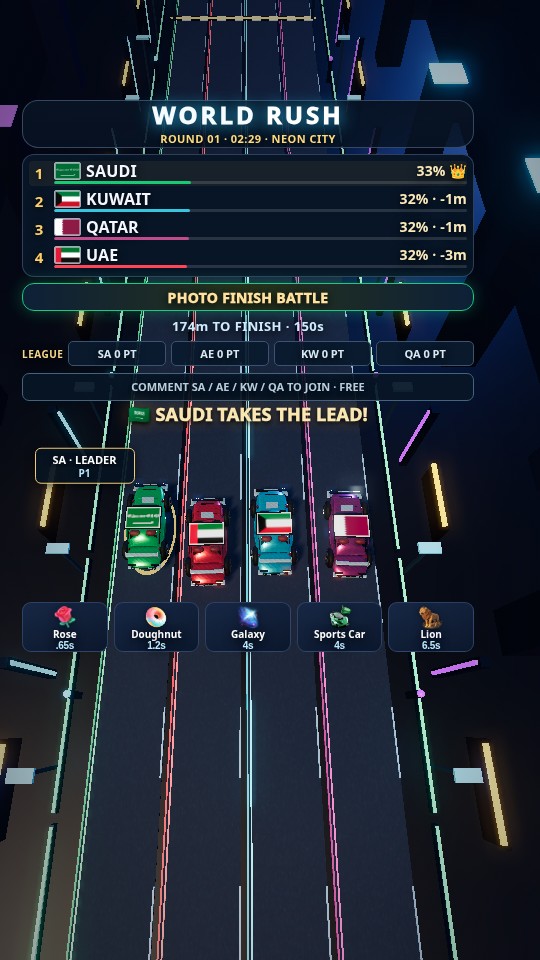 WORLD RUSH
ROUND 01 · 02:29 · NEON CITY
1 SAUDI 33% 👑
2 KUWAIT 32% · -1m
3 QATAR 32% · -1m
4 UAE 32% · -3m
PHOTO FINISH BATTLE
174m TO FINISH · 150s
LEAGUE SA 0 PT AE 0 PT KW 0 PT QA 0 PT
COMMENT SA / AE / KW / QA TO JOIN · FREE
SAUDI TAKES THE LEAD!
SA · LEADER
P1
Rose Doughnut Galaxy Sports Car Lion
.65s 1.2s 4s 4s 6.5s